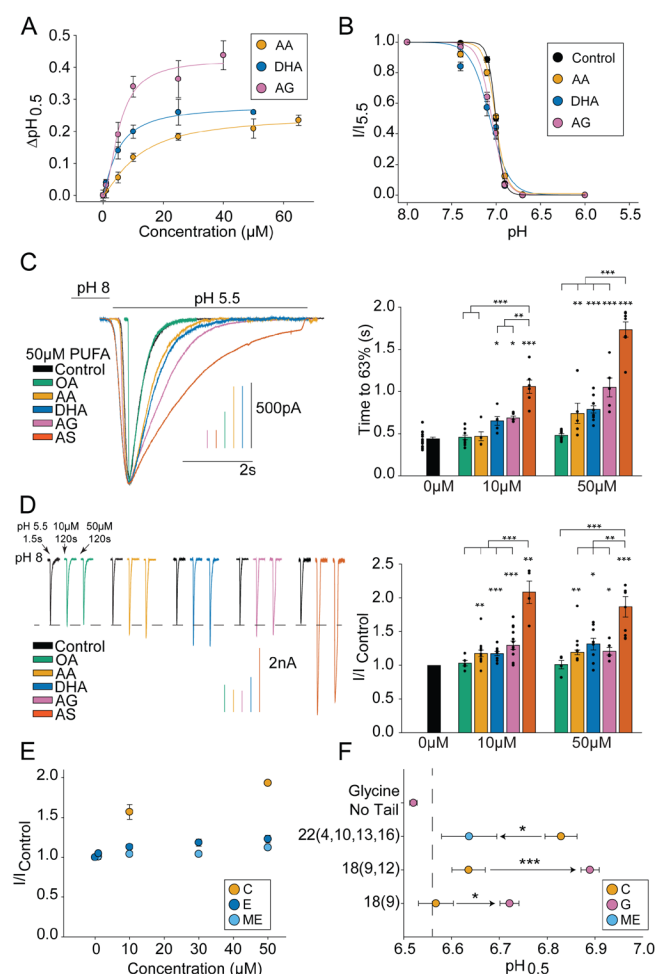 A
0.5
0.4
0.3
0.2
0.1
0.0
ΔpH0.5
0
20
40
60
Concentration (μM)
AA
DHA
AG
B
1.0
0.8
0.6
0.4
0.2
0.0
I/I5.5
8.0
7.5
7.0
6.5
6.0
5.5
pH
Control
AA
DHA
AG
C
pH 8
pH 5.5
50μM PUFA
Control
OA
AA
DHA
AG
AS
500pA
2s
2.0
1.5
1.0
0.5
0.0
Time to 63% (s)
***
**
* * ***
***
** *** *** ***
0μM
10μM
50μM
D
pH 5.5 10μM 50μM
1.5s 120s 120s
pH 8
Control
OA
AA
DHA
AG
AS
2nA
2.5
2.0
1.5
1.0
0.5
0.0
I/I Control
***
**
** *** ***
***
**
***
** * *
0μM
10μM
50μM
E
2.0
1.5
1.0
0.5
0.0
I/IControl
0
10
20
30
40
50
Concentration (μM)
C
E
ME
F
Glycine
No Tail
22(4,10,13,16)
18(9,12)
18(9)
*
***
*
6.5
6.6
6.7
6.8
6.9
7.0
pH0.5
C
G
ME